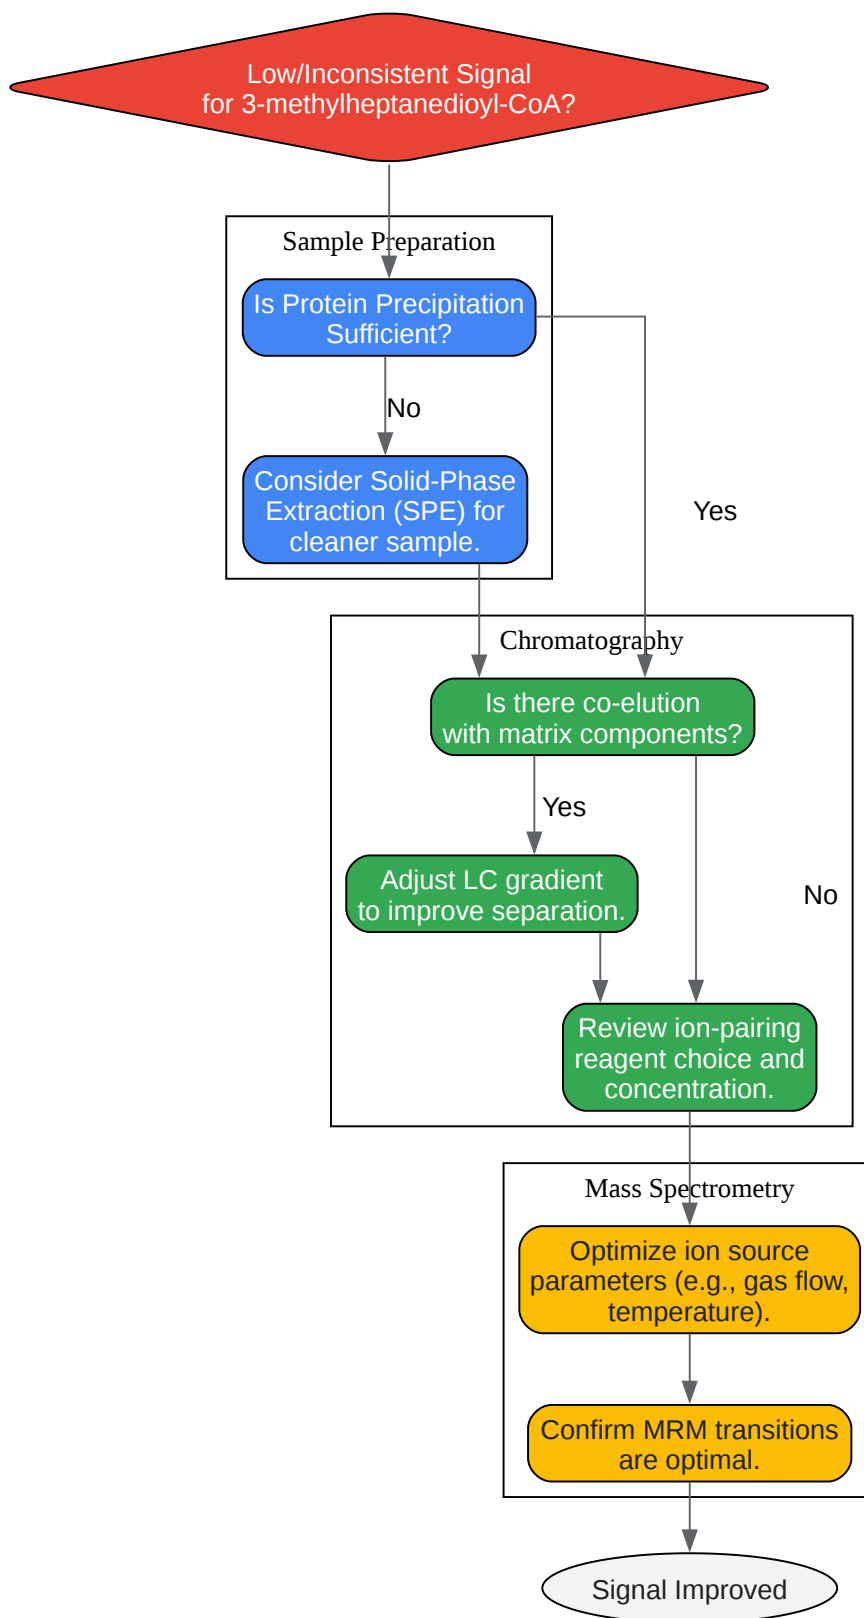 Low/Inconsistent Signal
for 3-methylheptanedioyl-CoA?
Sample Preparation
Is Protein Precipitation
Sufficient?
No
Consider Solid-Phase
Extraction (SPE) for
cleaner sample.
Yes
Chromatography
Is there co-elution
with matrix components?
Yes
Adjust LC gradient
to improve separation.
No
Review ion-pairing
reagent choice and
concentration.
Mass Spectrometry
Optimize ion source
parameters (e.g., gas flow,
temperature).
Confirm MRM transitions
are optimal.
Signal Improved